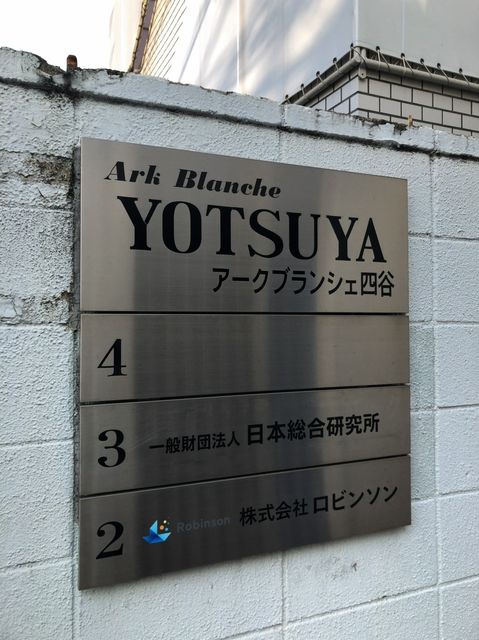 Ark Blanche
YOTSUYA
アークブランシェ四谷
4
3 一般財団法人 日本総合研究所
2 Robinson 株式会社ロビンソン